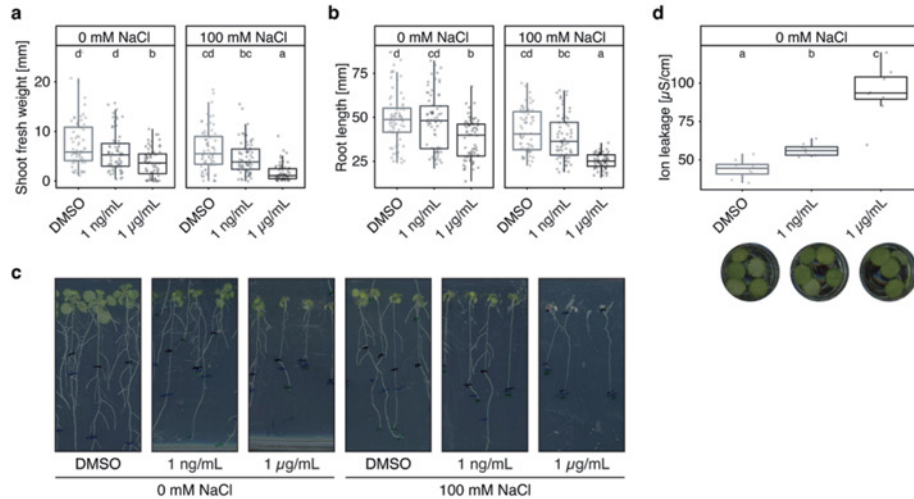 a
0 mM NaCl
100 mM NaCl
d d b
cd bc a
Shoot fresh weight [mm]
20
10
0
DMSO
1 ng/mL
1 µg/mL
DMSO
1 ng/mL
1 µg/mL
b
0 mM NaCl
100 mM NaCl
d cd b
cd bc a
Root length [mm]
75
50
25
DMSO
1 ng/mL
1 µg/mL
DMSO
1 ng/mL
1 µg/mL
d
0 mM NaCl
a b c
Ion leakage [µS/cm]
100
50
DMSO
1 ng/mL
1 µg/mL
c
DMSO 1 ng/mL 1 µg/mL DMSO 1 ng/mL 1 µg/mL
0 mM NaCl 100 mM NaCl